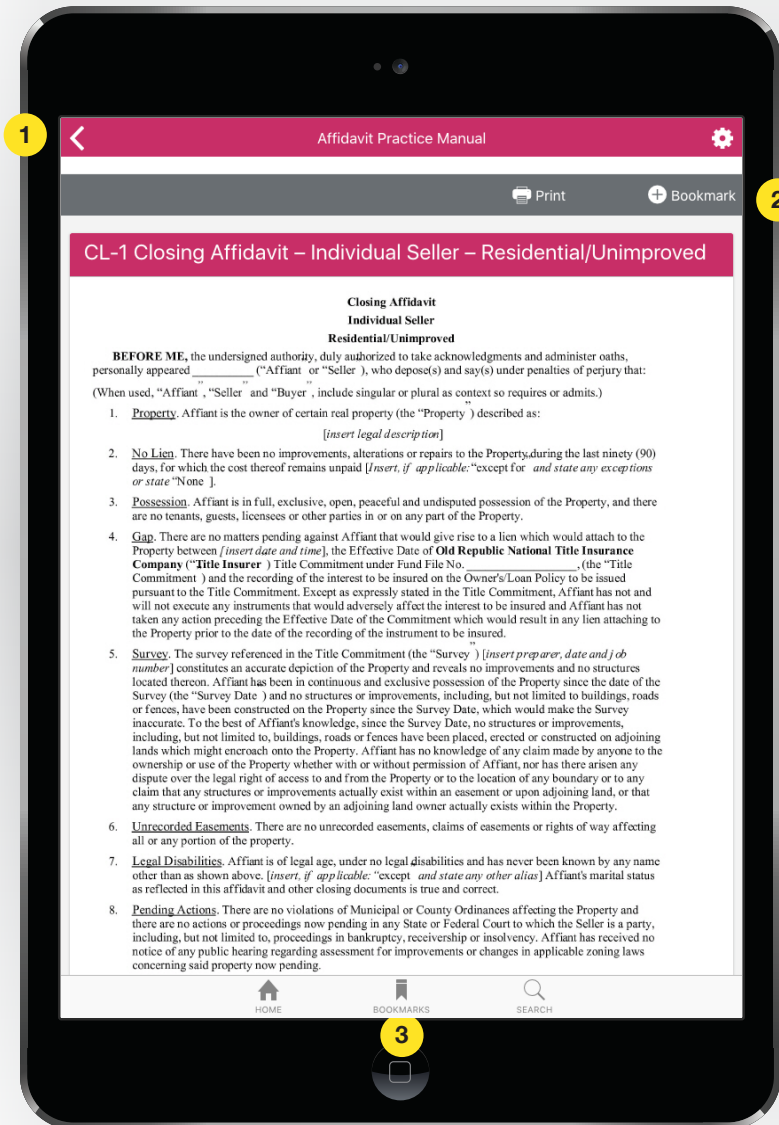 1
Affidavit Practice Manual
Print
Bookmark
2
CL-1 Closing Affidavit – Individual Seller – Residential/Unimproved
Closing Affidavit
Individual Seller
Residential/Unimproved
BEFORE ME, the undersigned authority, duly authorized to take acknowledgments and administer oaths,
personally appeared __________ (“Affiant or “Seller ), who depose(s) and say(s) under penalties of perjury that:
(When used, “Affiant”, “Seller” and “Buyer”, include singular or plural as context so requires or admits.)
1. Property. Affiant is the owner of certain real property (the “Property”) described as:
[insert legal description]
2. No Lien. There have been no improvements, alterations or repairs to the Property,during the last ninety (90)
days, for which the cost thereof remains unpaid [Insert, if applicable:“except for and state any exceptions
or state “None ].
3. Possession. Affiant is in full, exclusive, open, peaceful and undisputed possession of the Property, and there
are no tenants, guests, licensees or other parties in or on any part of the Property.
4. Gap. There are no matters pending against Affiant that would give rise to a lien which would attach to the
Property between [insert date and time], the Effective Date of Old Republic National Title Insurance
Company (“Title Insurer ) Title Commitment under Fund File No. __________________, (the “Title
Commitment ) and the recording of the interest to be insured on the Owner's/Loan Policy to be issued
pursuant to the Title Commitment. Except as expressly stated in the Title Commitment, Affiant has not and
will not execute any instruments that would adversely affect the interest to be insured and Affiant has not
taken any action preceding the Effective Date of the Commitment which would result in any lien attaching to
the Property prior to the date of the recording of the instrument to be insured.
5. Survey. The survey referenced in the Title Commitment (the “Survey”) [insert preparer, date and job
number] constitutes an accurate depiction of the Property and reveals no improvements and no structures
located thereon. Affiant has been in continuous and exclusive possession of the Property since the date of the
Survey (the “Survey Date ) and no structures or improvements, including, but not limited to buildings, roads
or fences, have been constructed on the Property since the Survey Date, which would make the Survey
inaccurate. To the best of Affiant's knowledge, since the Survey Date, no structures or improvements,
including, but not limited to, buildings, roads or fences have been placed, erected or constructed on adjoining
lands which might encroach onto the Property. Affiant has no knowledge of any claim made by anyone to the
ownership or use of the Property whether with or without permission of Affiant, nor has there arisen any
dispute over the legal right of access to and from the Property or to the location of any boundary or to any
claim that any structures or improvements actually exist within an easement or upon adjoining land, or that
any structure or improvement owned by an adjoining land owner actually exists within the Property.
6. Unrecorded Easements. There are no unrecorded easements, claims of easements or rights of way affecting
all or any portion of the property.
7. Legal Disabilities. Affiant is of legal age, under no legal disabilities and has never been known by any name
other than as shown above. [insert, if applicable: “except and state any other alias] Affiant's marital status
as reflected in this affidavit and other closing documents is true and correct.
8. Pending Actions. There are no violations of Municipal or County Ordinances affecting the Property and
there are no actions or proceedings now pending in any State or Federal Court to which the Seller is a party,
including, but not limited to, proceedings in bankruptcy, receivership or insolvency. Affiant has received no
notice of any public hearing regarding assessment for improvements or changes in applicable zoning laws
concerning said property now pending.
HOME
BOOKMARKS
SEARCH
3